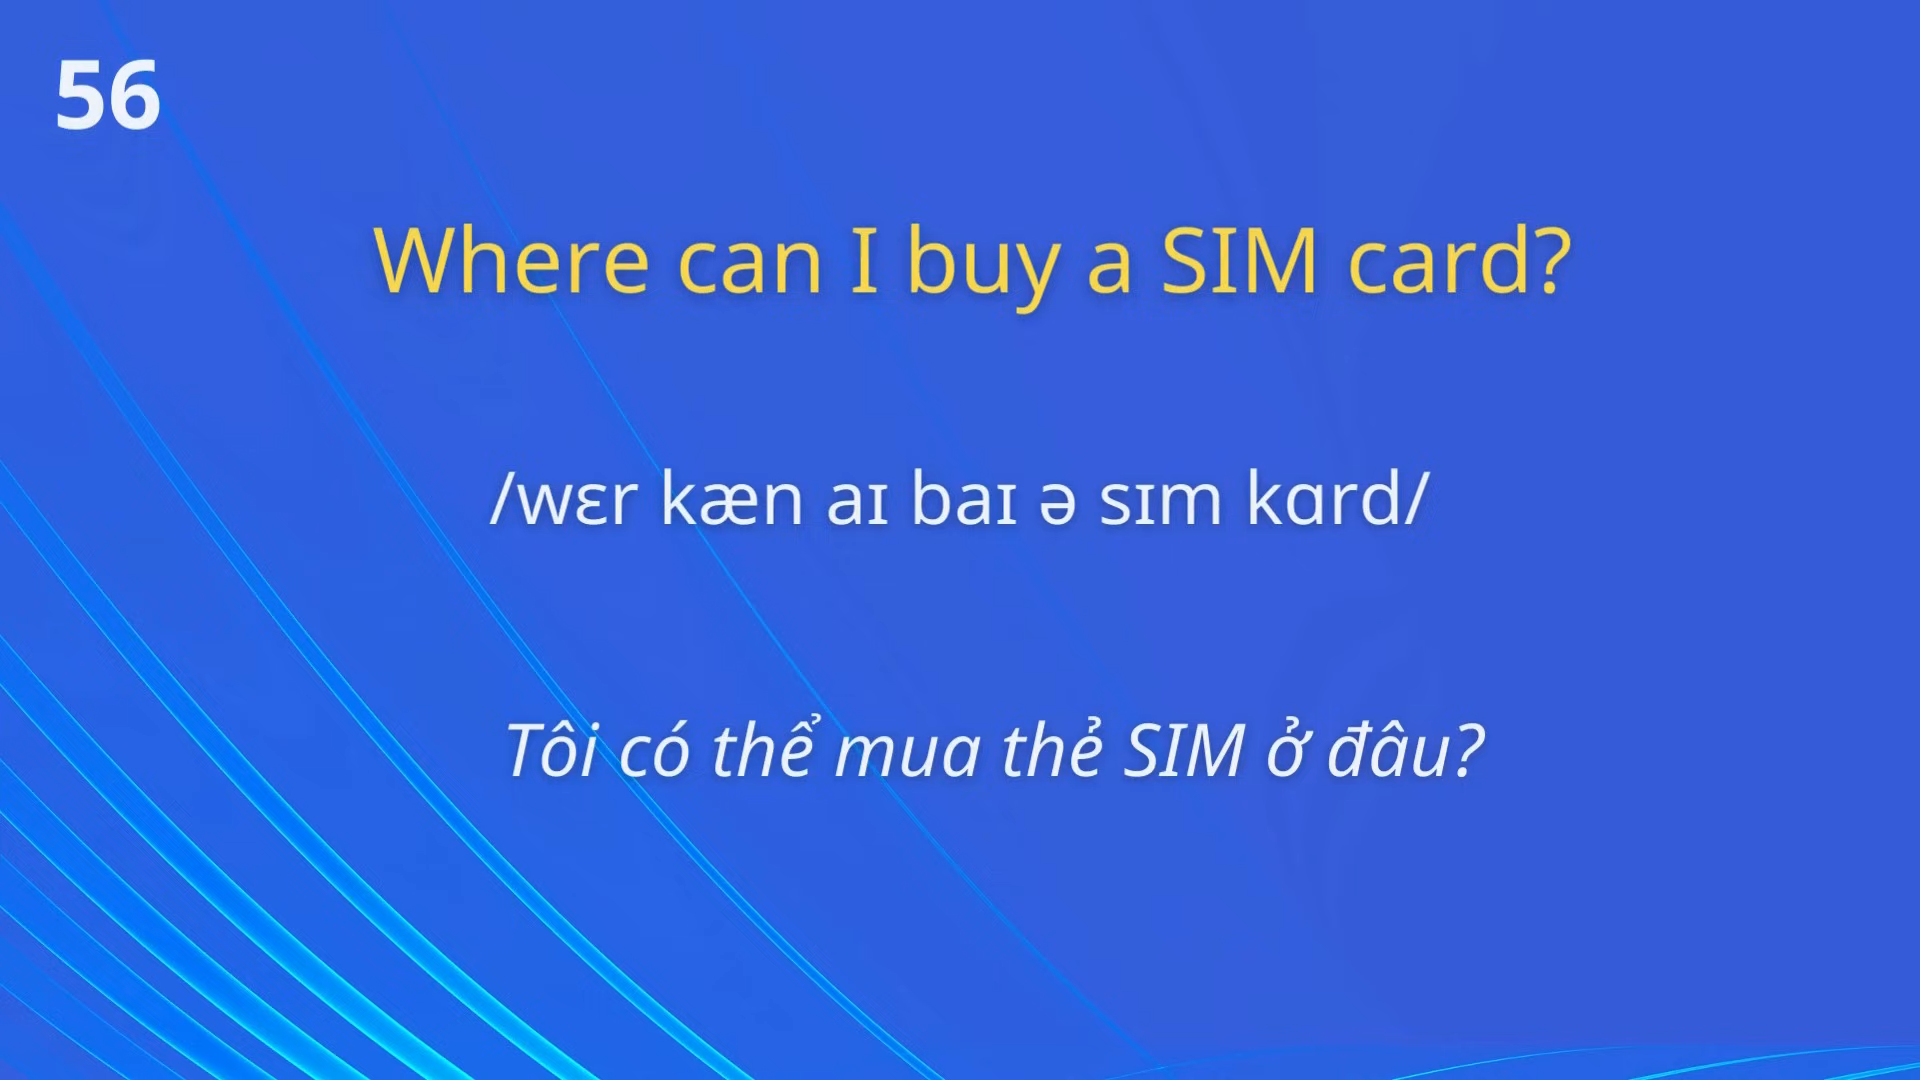 56
Where can I buy a SIM card?
/wɛr kæn aɪ baɪ ə sɪm kɑrd/
Tôi có thể mua thẻ SIM ở đâu?